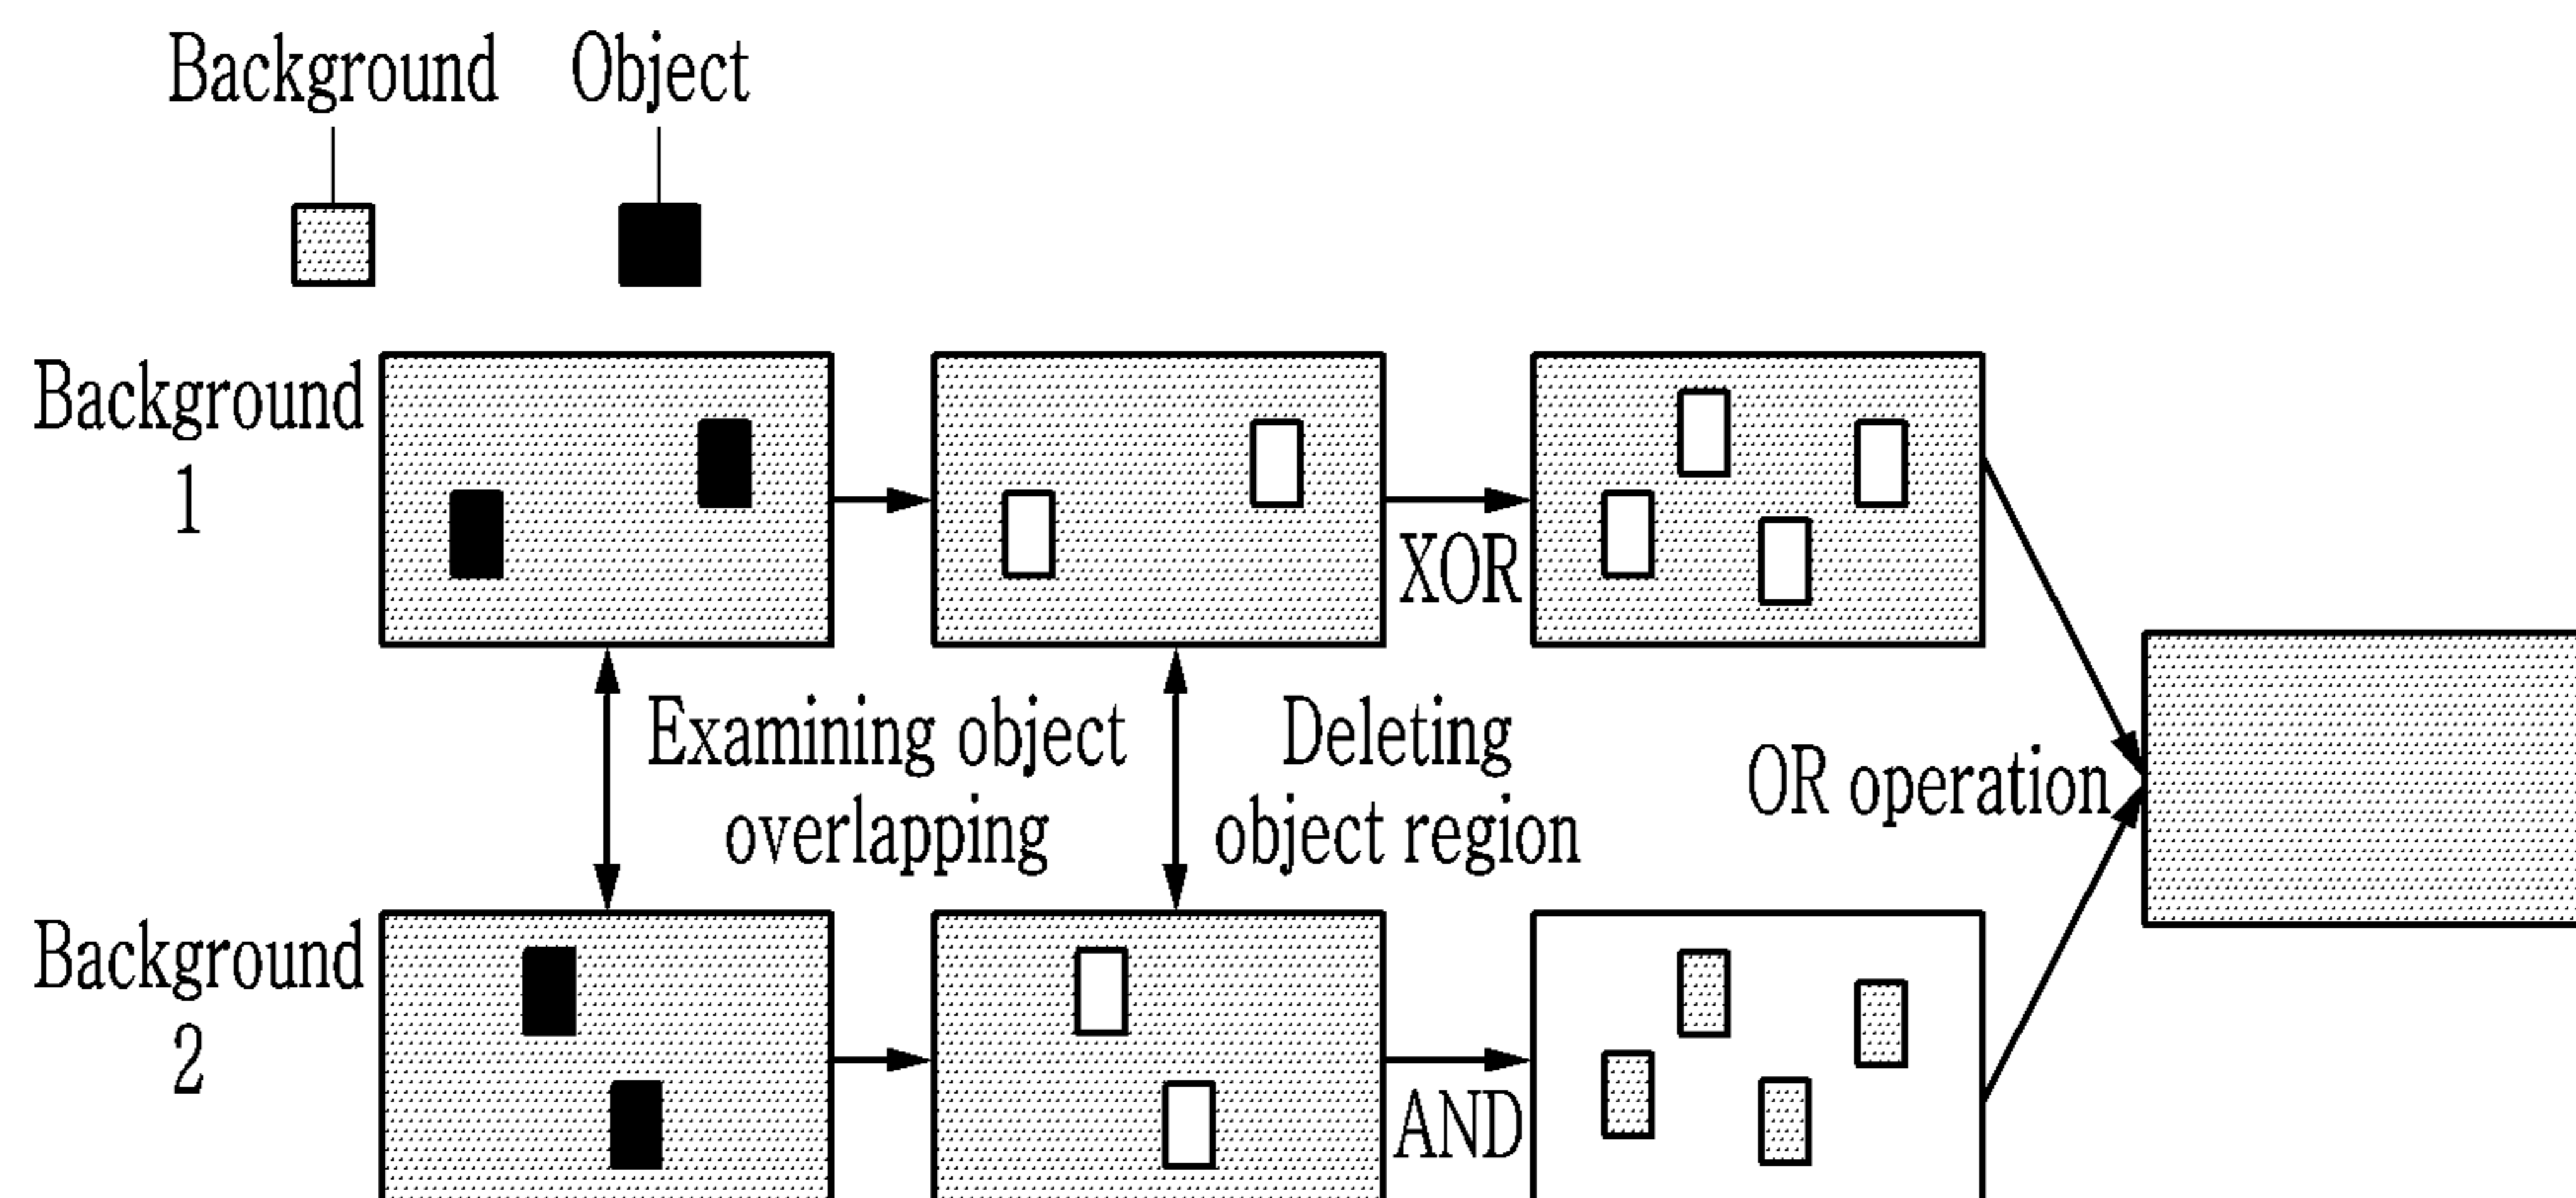 Background
Object
Background
1
XOR
Examining object
overlapping
Deleting
object region
OR operation
Background
2
AND